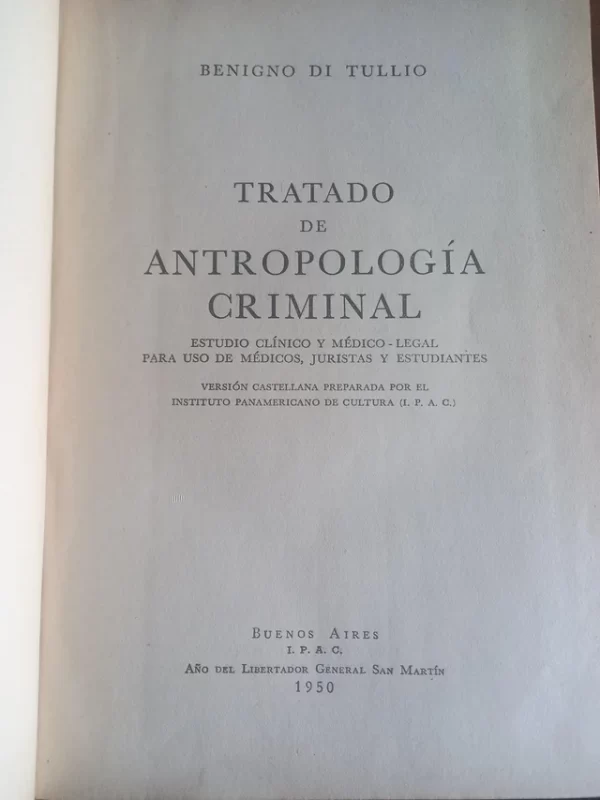 BENIGNO DI TULLIO
TRATADO
DE
ANTROPOLOGÍA
CRIMINAL
ESTUDIO CLÍNICO Y MÉDICO-LEGAL
PARA USO DE MÉDICOS, JURISTAS Y ESTUDIANTES
VERSIÓN CASTELLANA PREPARADA POR EL
INSTITUTO PANAMERICANO DE CULTURA (I. P. A. C.)
BUENOS AIRES
I. P. A. C.
AÑO DEL LIBERTADOR GENERAL SAN MARTÍN
1950